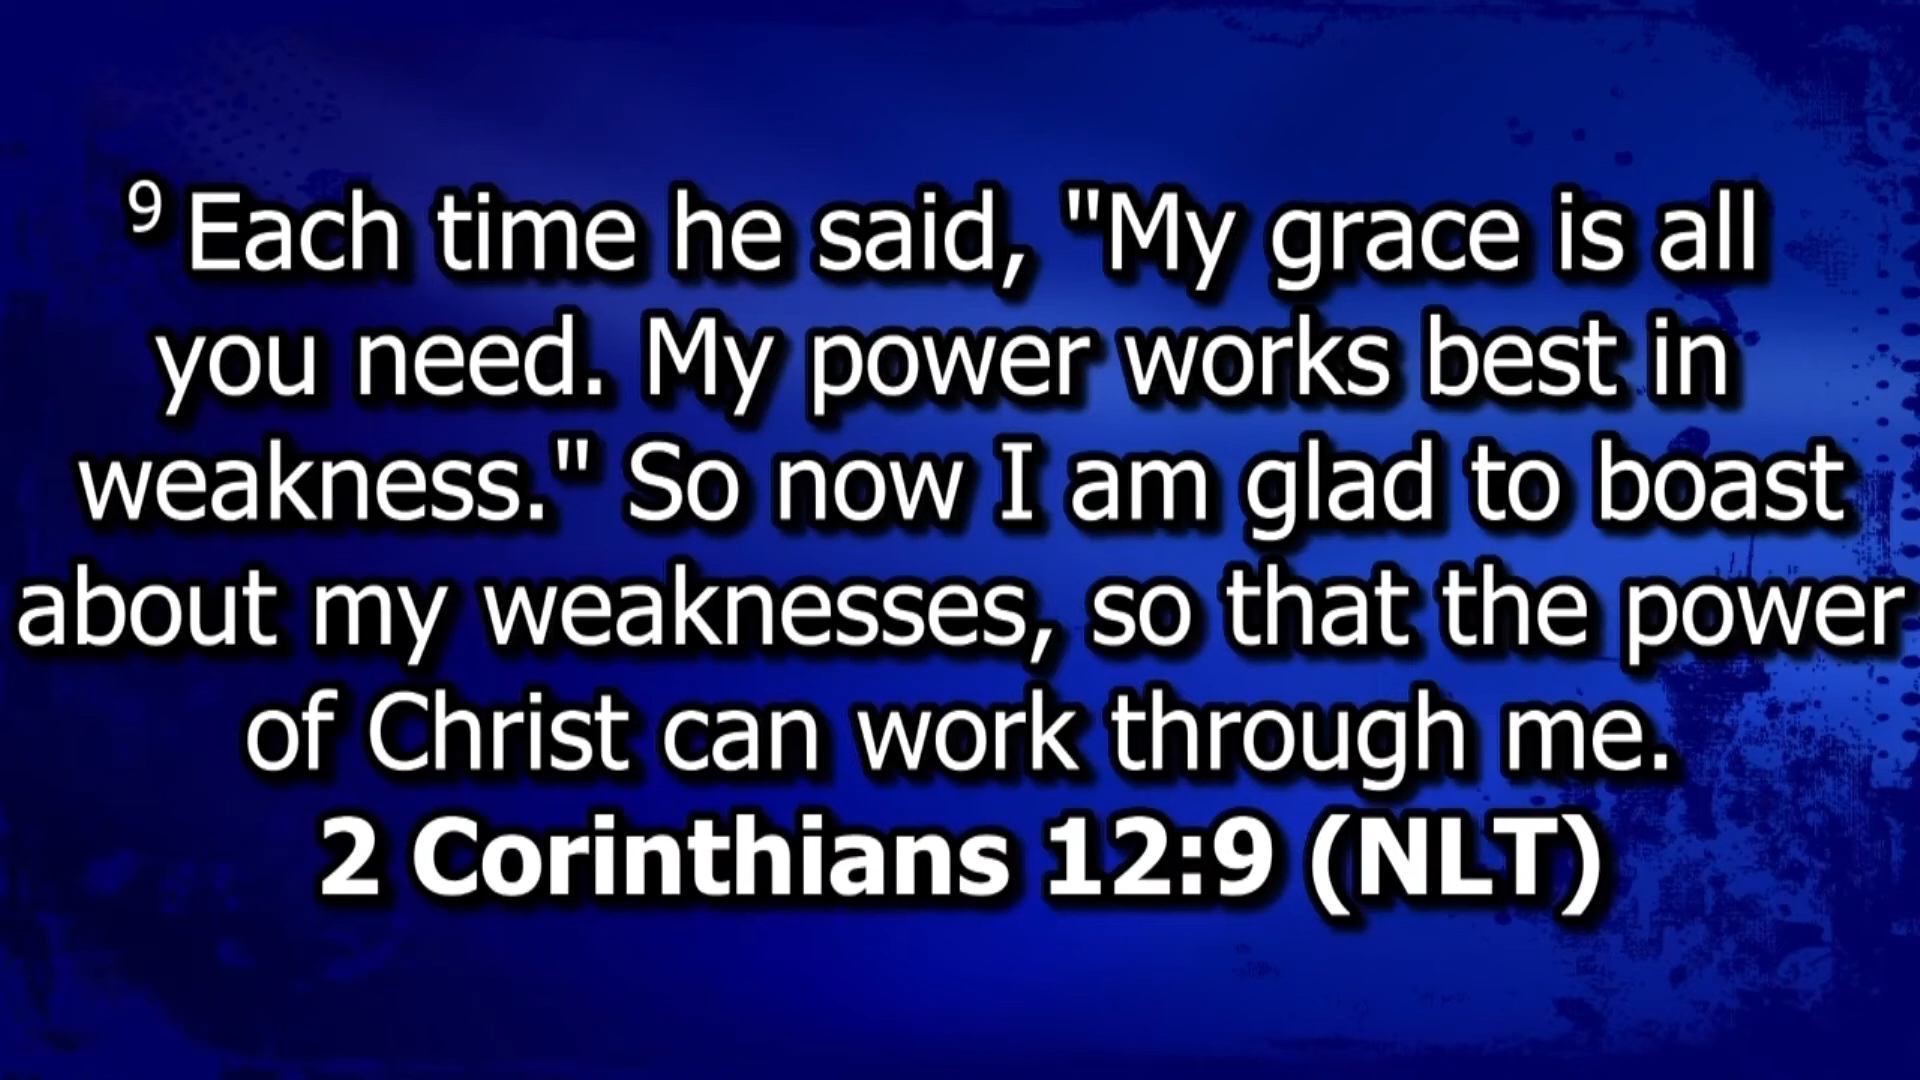 ⁹ Each time he said, "My grace is all
you need. My power works best in
weakness." So now I am glad to boast
about my weaknesses, so that the power
of Christ can work through me.
2 Corinthians 12:9 (NLT)